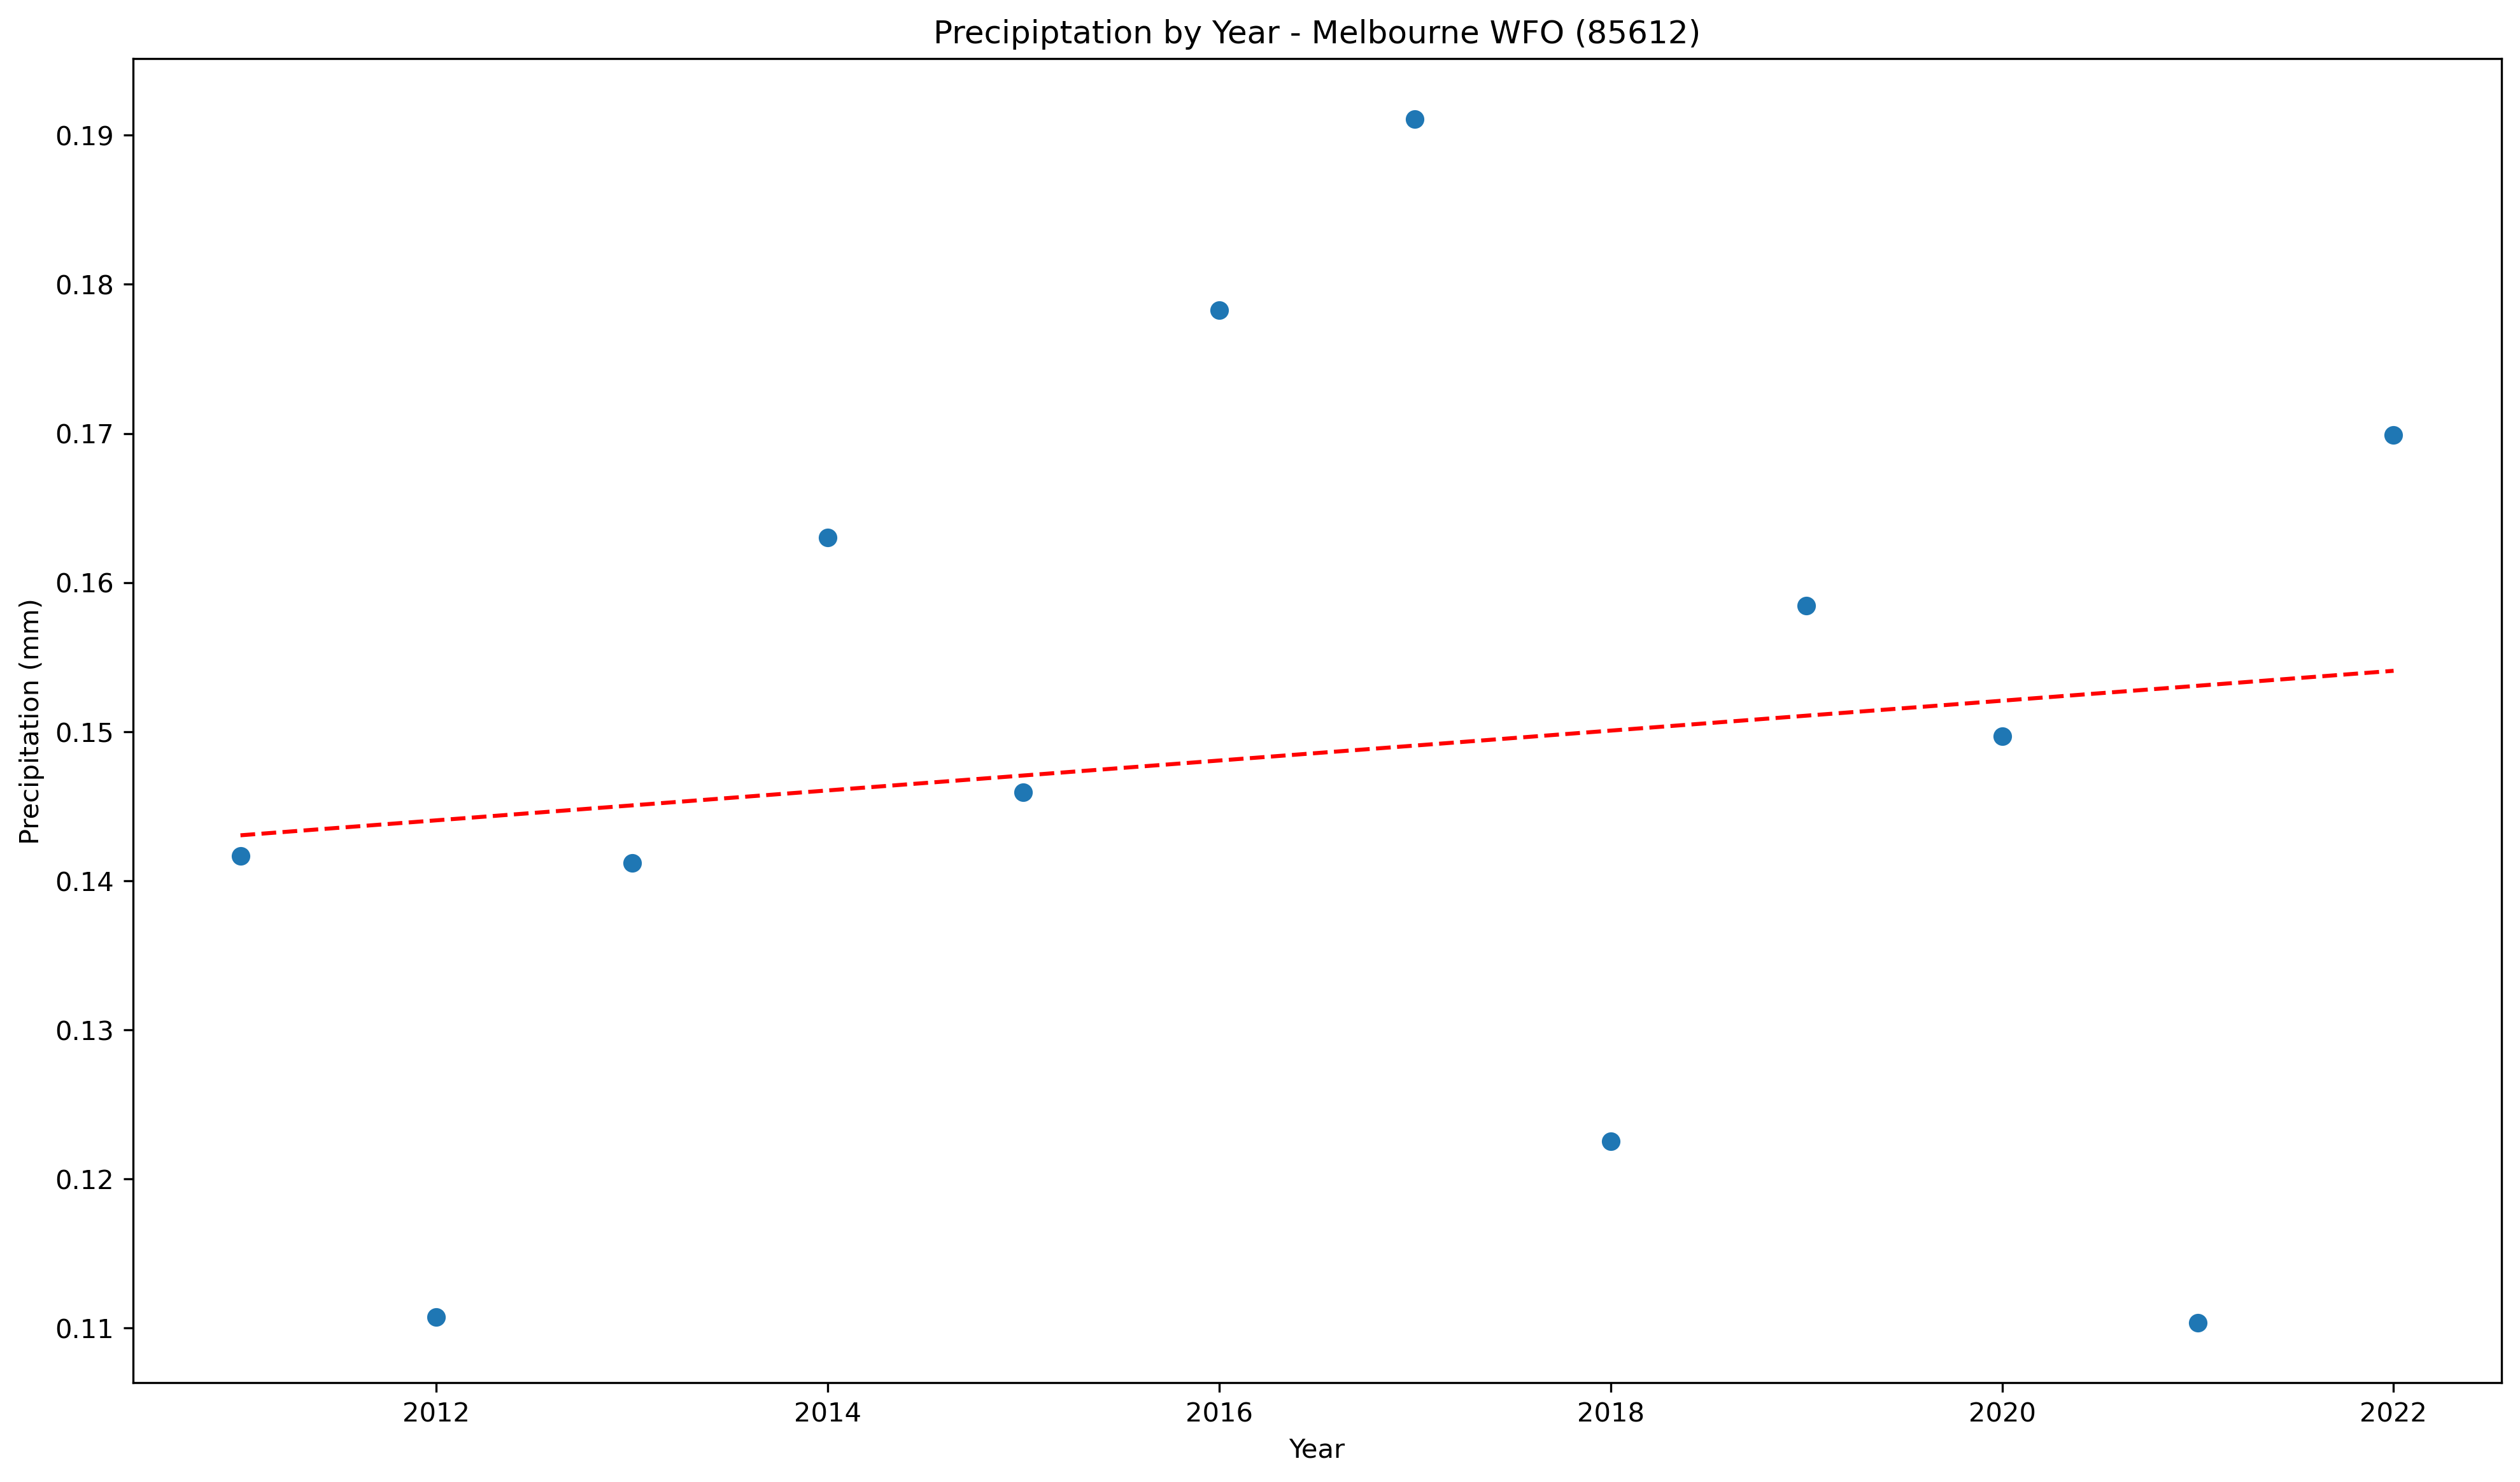 Precipiptation by Year - Melbourne WFO (85612)
0.19
0.18
0.17
0.16
0.15
0.14
0.13
0.12
0.11
Precipitation (mm)
2012 2014 2016 2018 2020 2022
Year